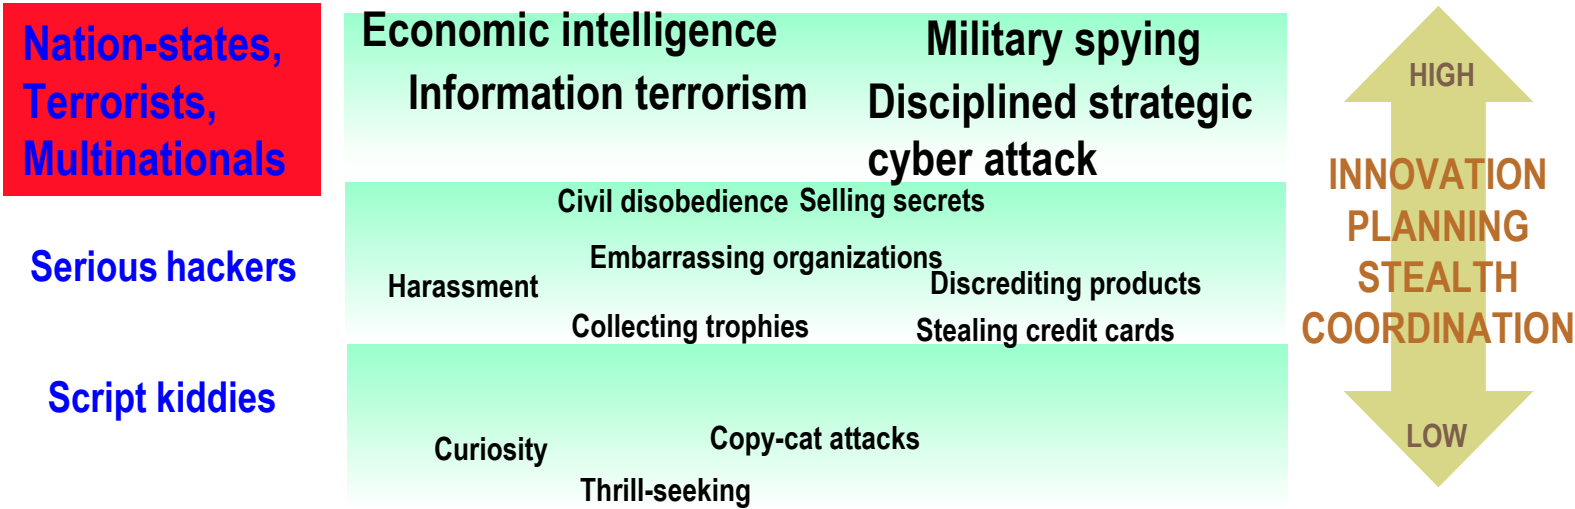 Nation-states,
Terrorists,
Multinationals
Economic intelligence
Military spying
Information terrorism
Disciplined strategic
cyber attack
Serious hackers
Civil disobedience
Selling secrets
Embarrassing organizations
Harassment
Discrediting products
Collecting trophies
Stealing credit cards
Script kiddies
Curiosity
Copy-cat attacks
Thrill-seeking
HIGH
INNOVATION
PLANNING
STEALTH
COORDINATION
LOW